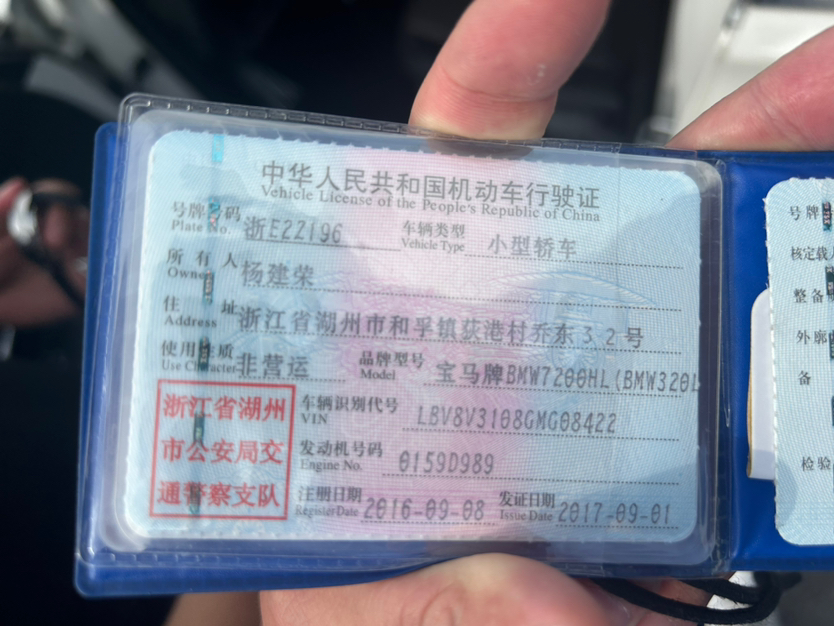 中华人民共和国机动车行驶证
Vehicle License of the People's Republic of China
号牌号码 浙E2Z196 车辆类型 小型轿车
Plate No. Vehicle Type
所有人 杨建荣
Owner
住址 浙江省湖州市和孚镇荻港村乔东32号
Address
使用性质 非营运 品牌型号 宝马牌BMW7200HL(BMW320L
Use Character Model
浙江省湖州
市公安局交
通警察支队
车辆识别代号 LBV8V3108GMG08422
VIN
发动机号码 0159D989
Engine No.
注册日期 2016-09-08 发证日期 2017-09-01
Register Date Issue Date
号牌
核定载人
整备
外廓
备
检验